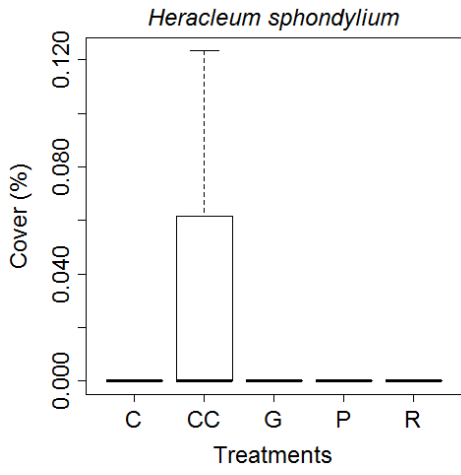 Heracleum sphondylium
Cover (%)
0.120
0.080
0.040
0.000
C CC G P R
Treatments